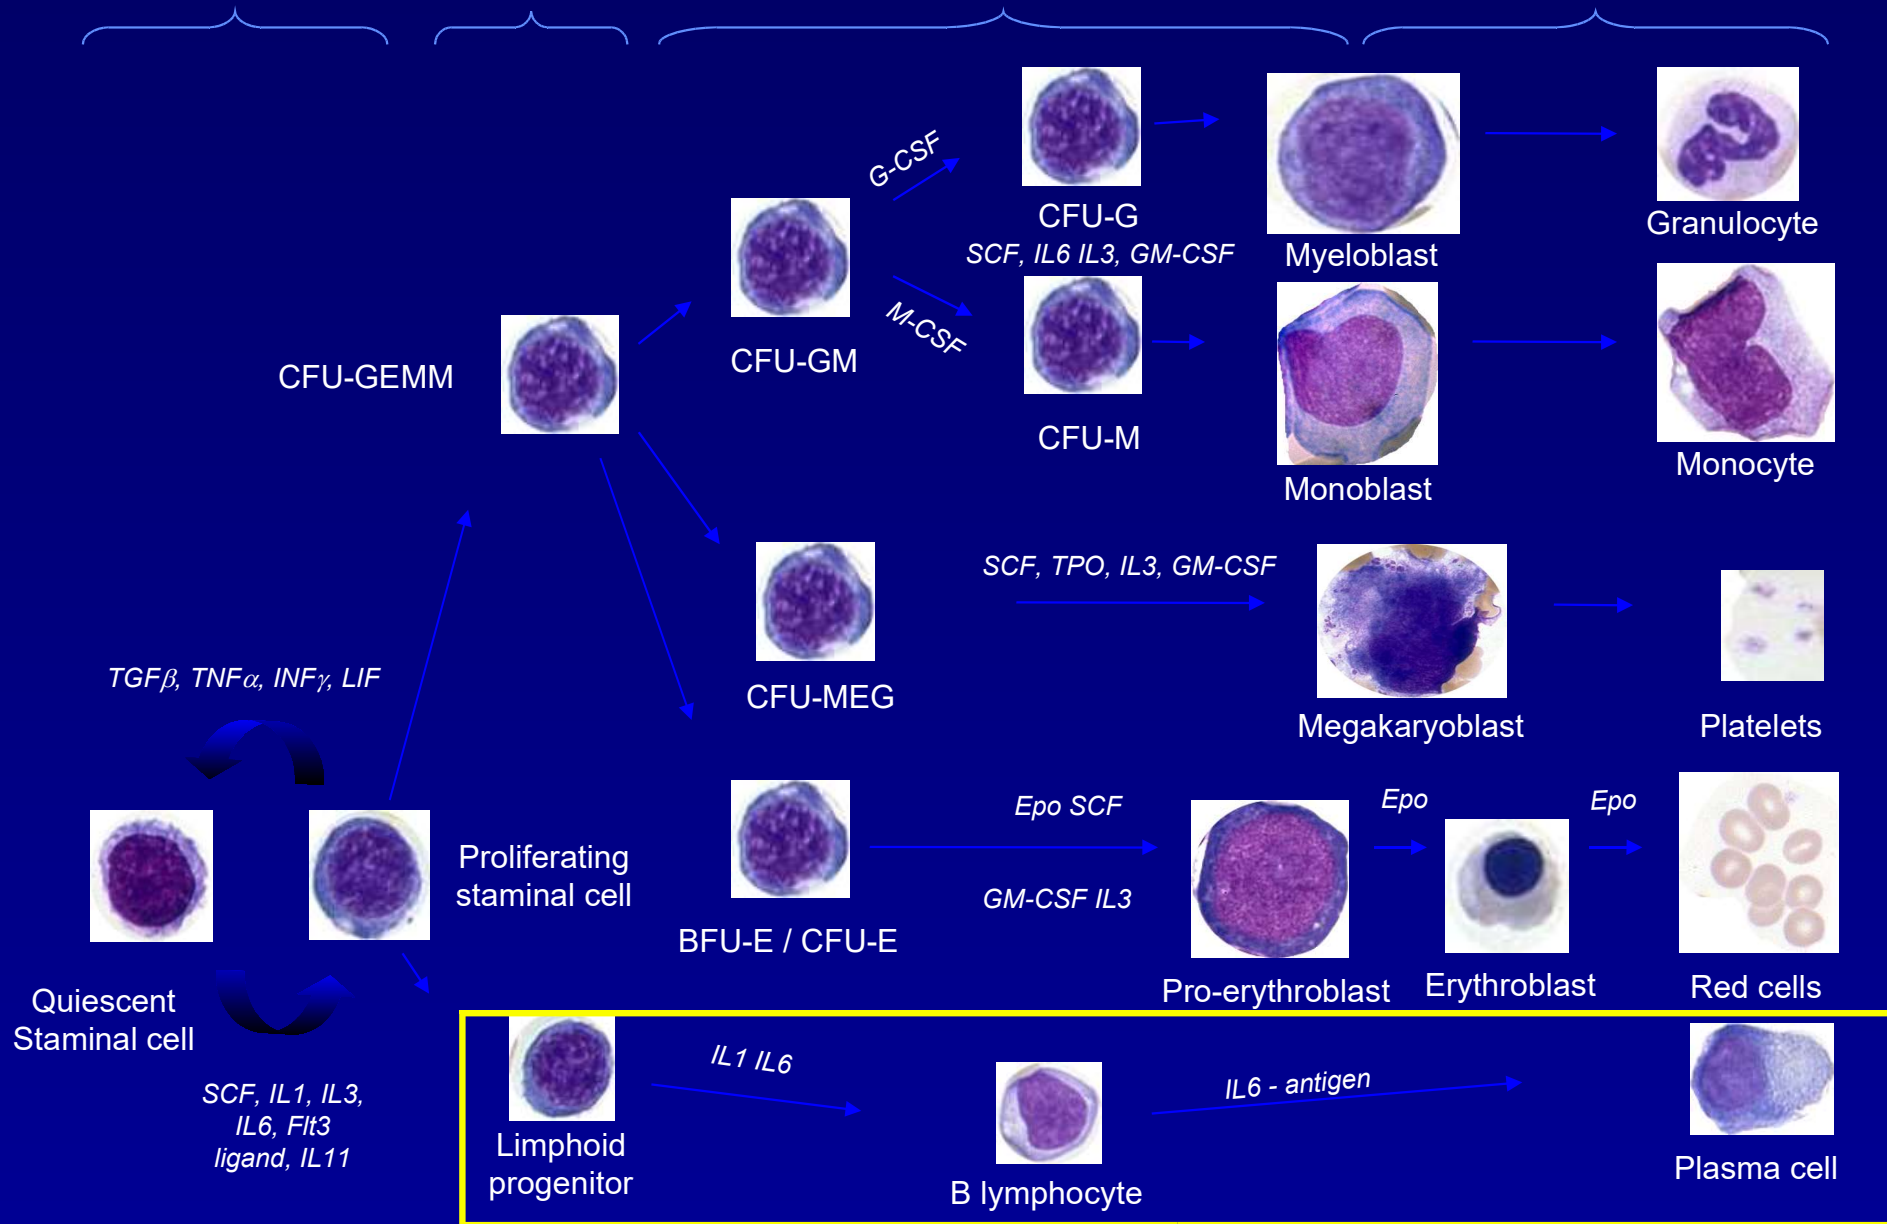 G-CSF
CFU-G
SCF, IL6 IL3, GM-CSF
Myeloblast
Granulocyte
CFU-GEMM
CFU-GM
M-CSF
CFU-M
Monoblast
Monocyte
SCF, TPO, IL3, GM-CSF
CFU-MEG
Megakaryoblast
Platelets
TGFβ, TNFα, INFγ, LIF
Proliferating
staminal cell
Quiescent
Staminal cell
SCF, IL1, IL3,
IL6, Flt3
ligand, IL11
Epo SCF
GM-CSF IL3
BFU-E / CFU-E
Epo
Epo
Pro-erythroblast
Erythroblast
Red cells
Limphoid
progenitor
IL1 IL6
B lymphocyte
IL6 - antigen
Plasma cell